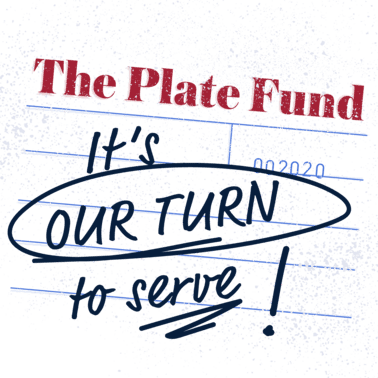 The Plate Fund
It's
002020
OUR TURN
to serve!